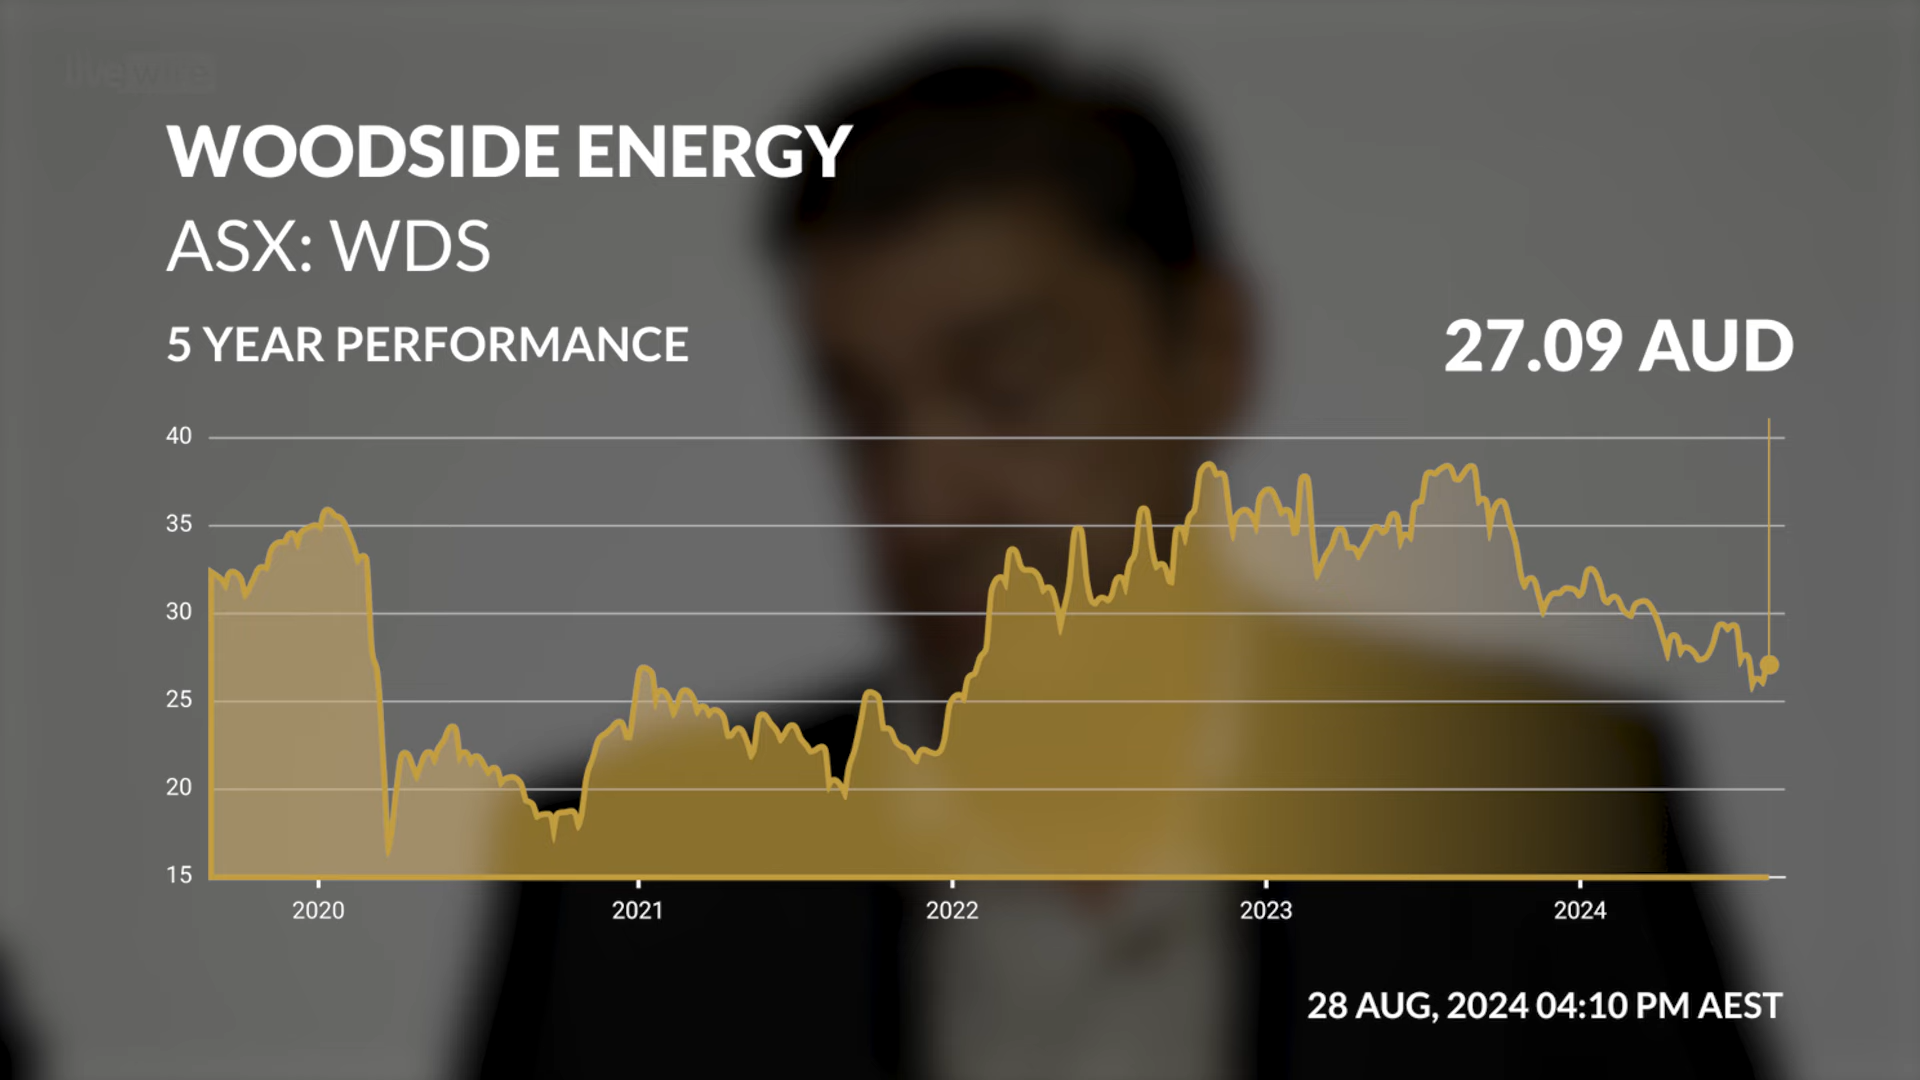 livewire
WOODSIDE ENERGY
ASX: WDS
5 YEAR PERFORMANCE
27.09 AUD
40
35
30
25
20
15
2020 2021 2022 2023 2024
28 AUG, 2024 04:10 PM AEST